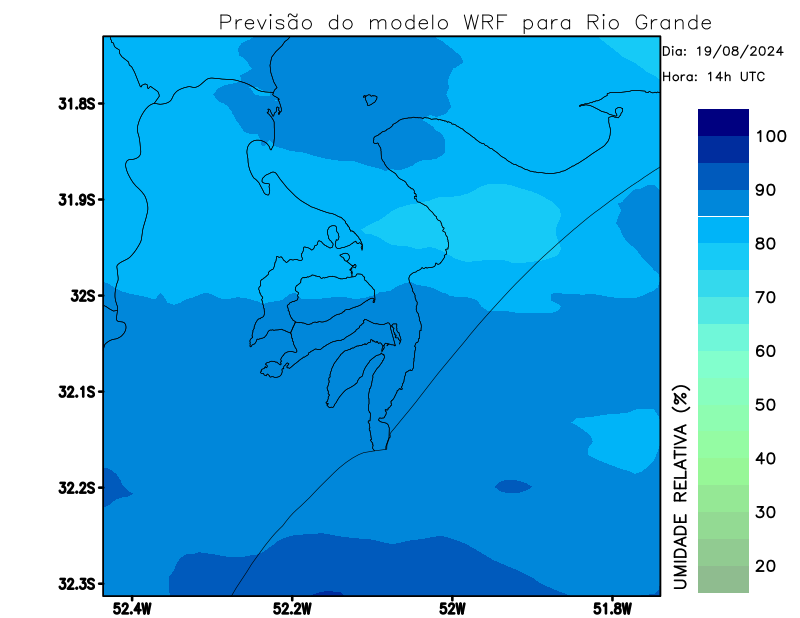 Previsão do modelo WRF para Rio Grande
Dia: 19/08/2024
Hora: 14h UTC
31.8S
31.9S
32S
32.1S
32.2S
32.3S
52.4W
52.2W
52W
51.8W
UMIDADE RELATIVA (%)
100
90
80
70
60
50
40
30
20